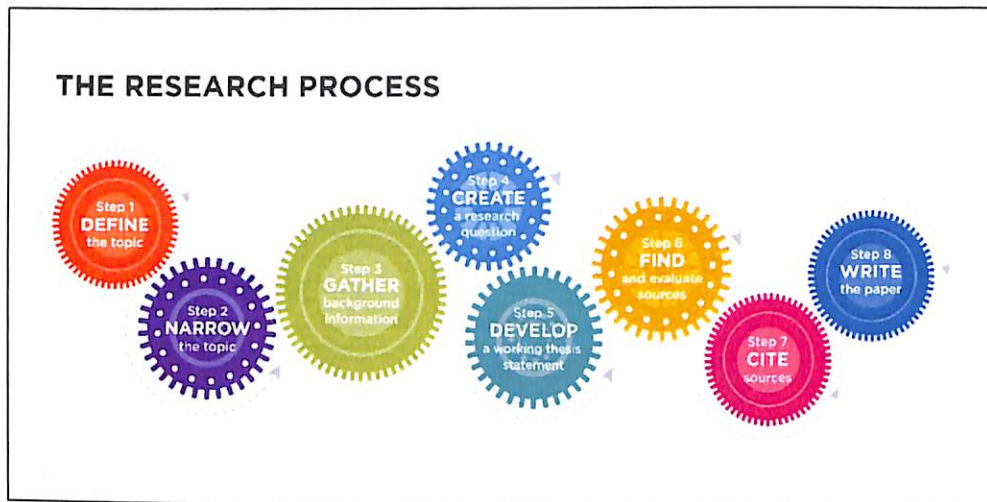 THE RESEARCH PROCESS
Step 1
DEFINE
the topic
Step 2
NARROW
the topic
Step 3
GATHER
background
information
Step 4
CREATE
a research
question
Step 5
DEVELOP
a working thesis
statement
Step 6
FIND
and evaluate
sources
Step 7
CITE
sources
Step 8
WRITE
the paper